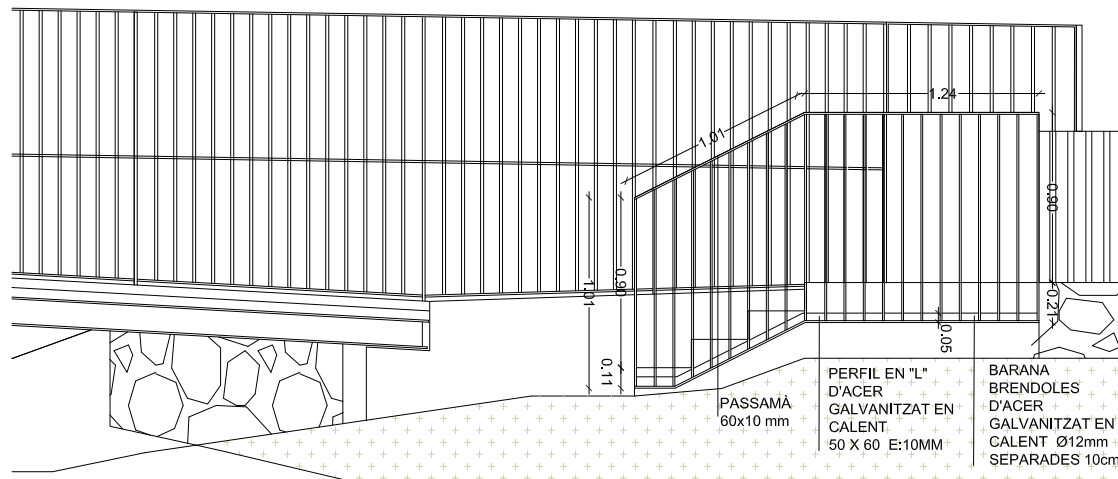 1.24
1.01
0.90
0.90
1.01
0.21
0.05
0.11
PASSAMÀ
60x10 mm
PERFIL EN "L"
D'ACER
GALVANITZAT EN
CALENT
50 X 60 E:10MM
BARANA
BRENDOLES
D'ACER
GALVANITZAT EN
CALENT Ø12mm
SEPARADES 10cm